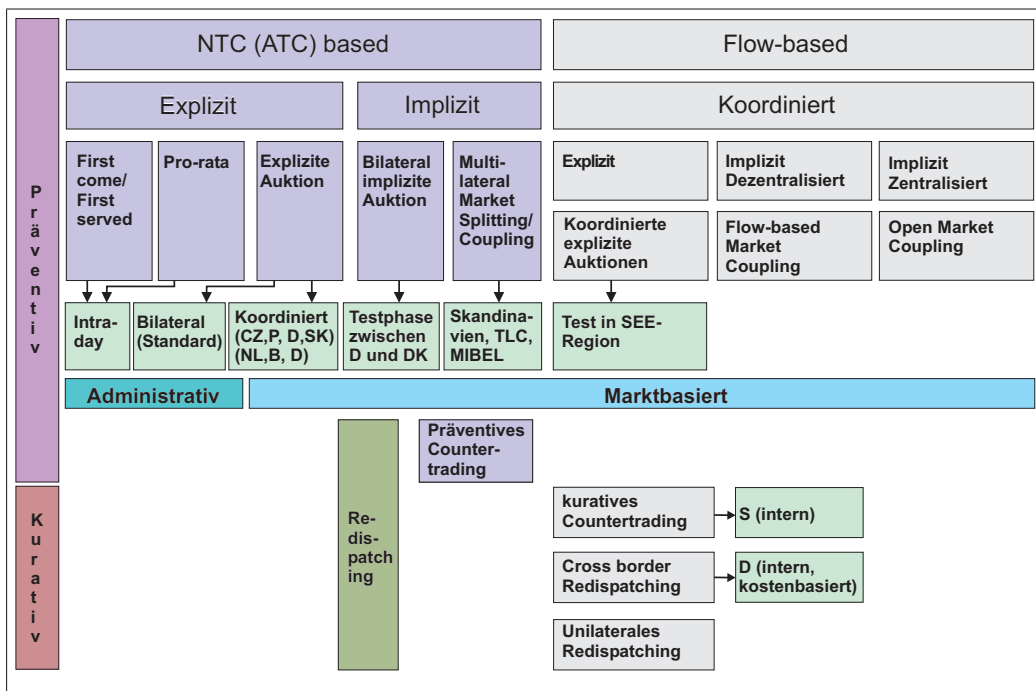 NTC (ATC) based
Flow-based
Explizit
Implizit
Koordiniert
Präventiv
First
come/
First
served
Pro-rata
Explizite
Auktion
Bilateral
implizite
Auktion
Multi-
lateral
Market
Splitting/
Coupling
Explizit
Implizit
Dezentralisiert
Implizit
Zentralisiert
Koordinierte
explizite
Auktionen
Flow-based
Market
Coupling
Open Market
Coupling
Intra-
day
Bilateral
(Standard)
Koordiniert
(CZ,P, D,SK)
(NL,B, D)
Testphase
zwischen
D und DK
Skandina-
vien, TLC,
MIBEL
Test in SEE-
Region
Administrativ
Marktbasiert
Präventives
Counter-
trading
Kurativ
Re-
dis-
patch
ing
kuratives
Countertrading
S (intern)
Cross border
Redispatching
D (intern,
kostenbasiert)
Unilaterales
Redispatching